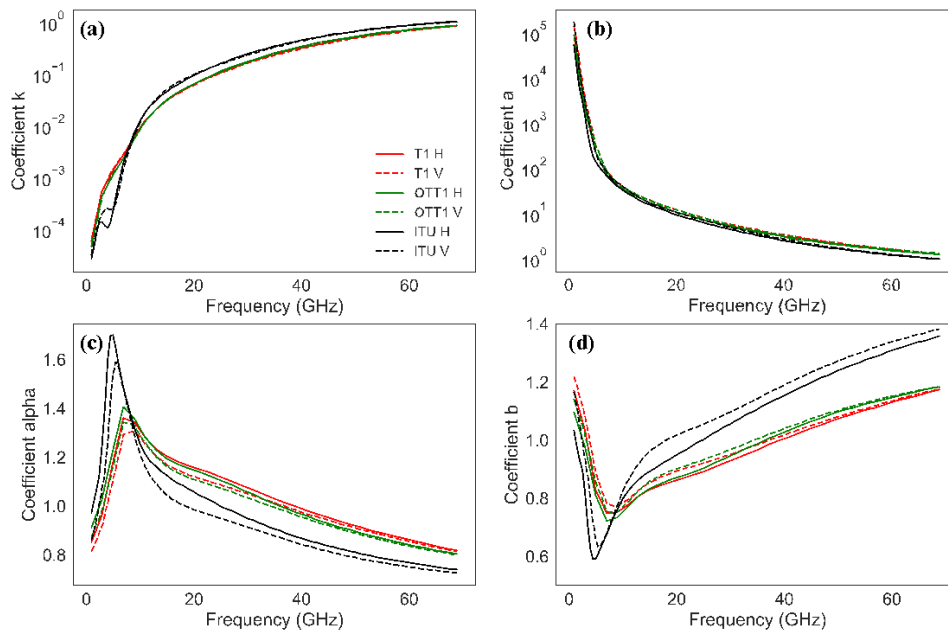 (a)
Coefficient k
10^0
10^-1
10^-2
10^-3
10^-4
T1 H
T1 V
OTT1 H
OTT1 V
ITU H
ITU V
0 20 40 60
Frequency (GHz)
(b)
Coefficient a
10^5
10^4
10^3
10^2
10^1
10^0
0 20 40 60
Frequency (GHz)
(c)
Coefficient alpha
1.6
1.4
1.2
1.0
0.8
0 20 40 60
Frequency (GHz)
(d)
Coefficient b
1.4
1.2
1.0
0.8
0.6
0 20 40 60
Frequency (GHz)